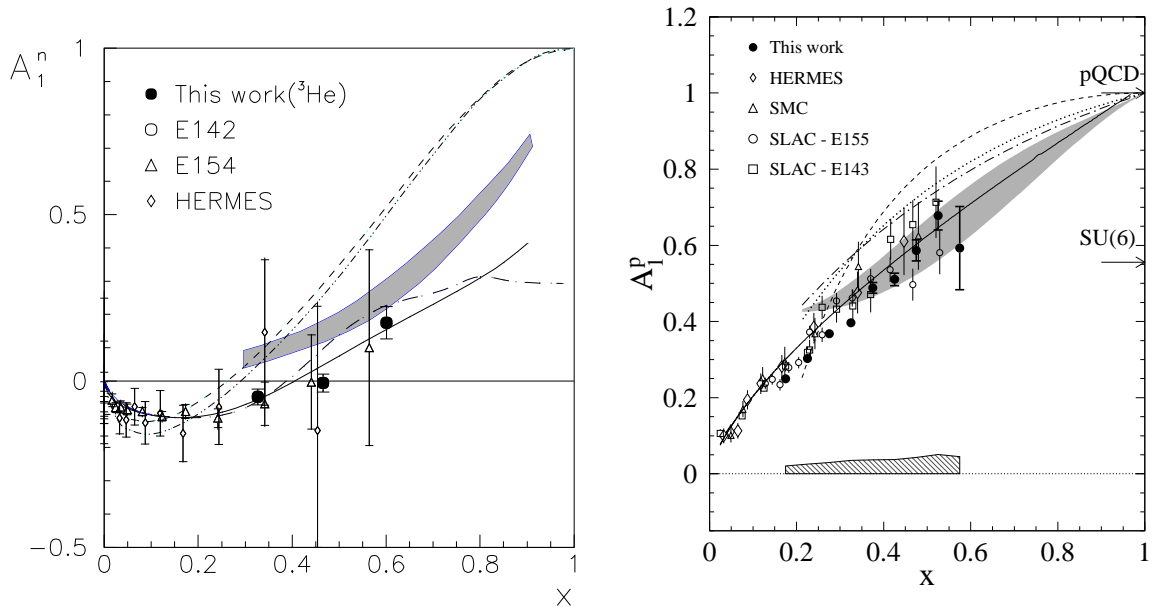 A₁ⁿ
1
This work(³He)
E142
E154
HERMES
0.5
0
−0.5
0 0.2 0.4 0.6 0.8 1
X
1.2
This work
HERMES
SMC
SLAC - E155
SLAC - E143
pQCD
1
0.8
A₁ᵖ
0.6
SU(6)
0.4
0.2
0
0 0.2 0.4 0.6 0.8 1
x